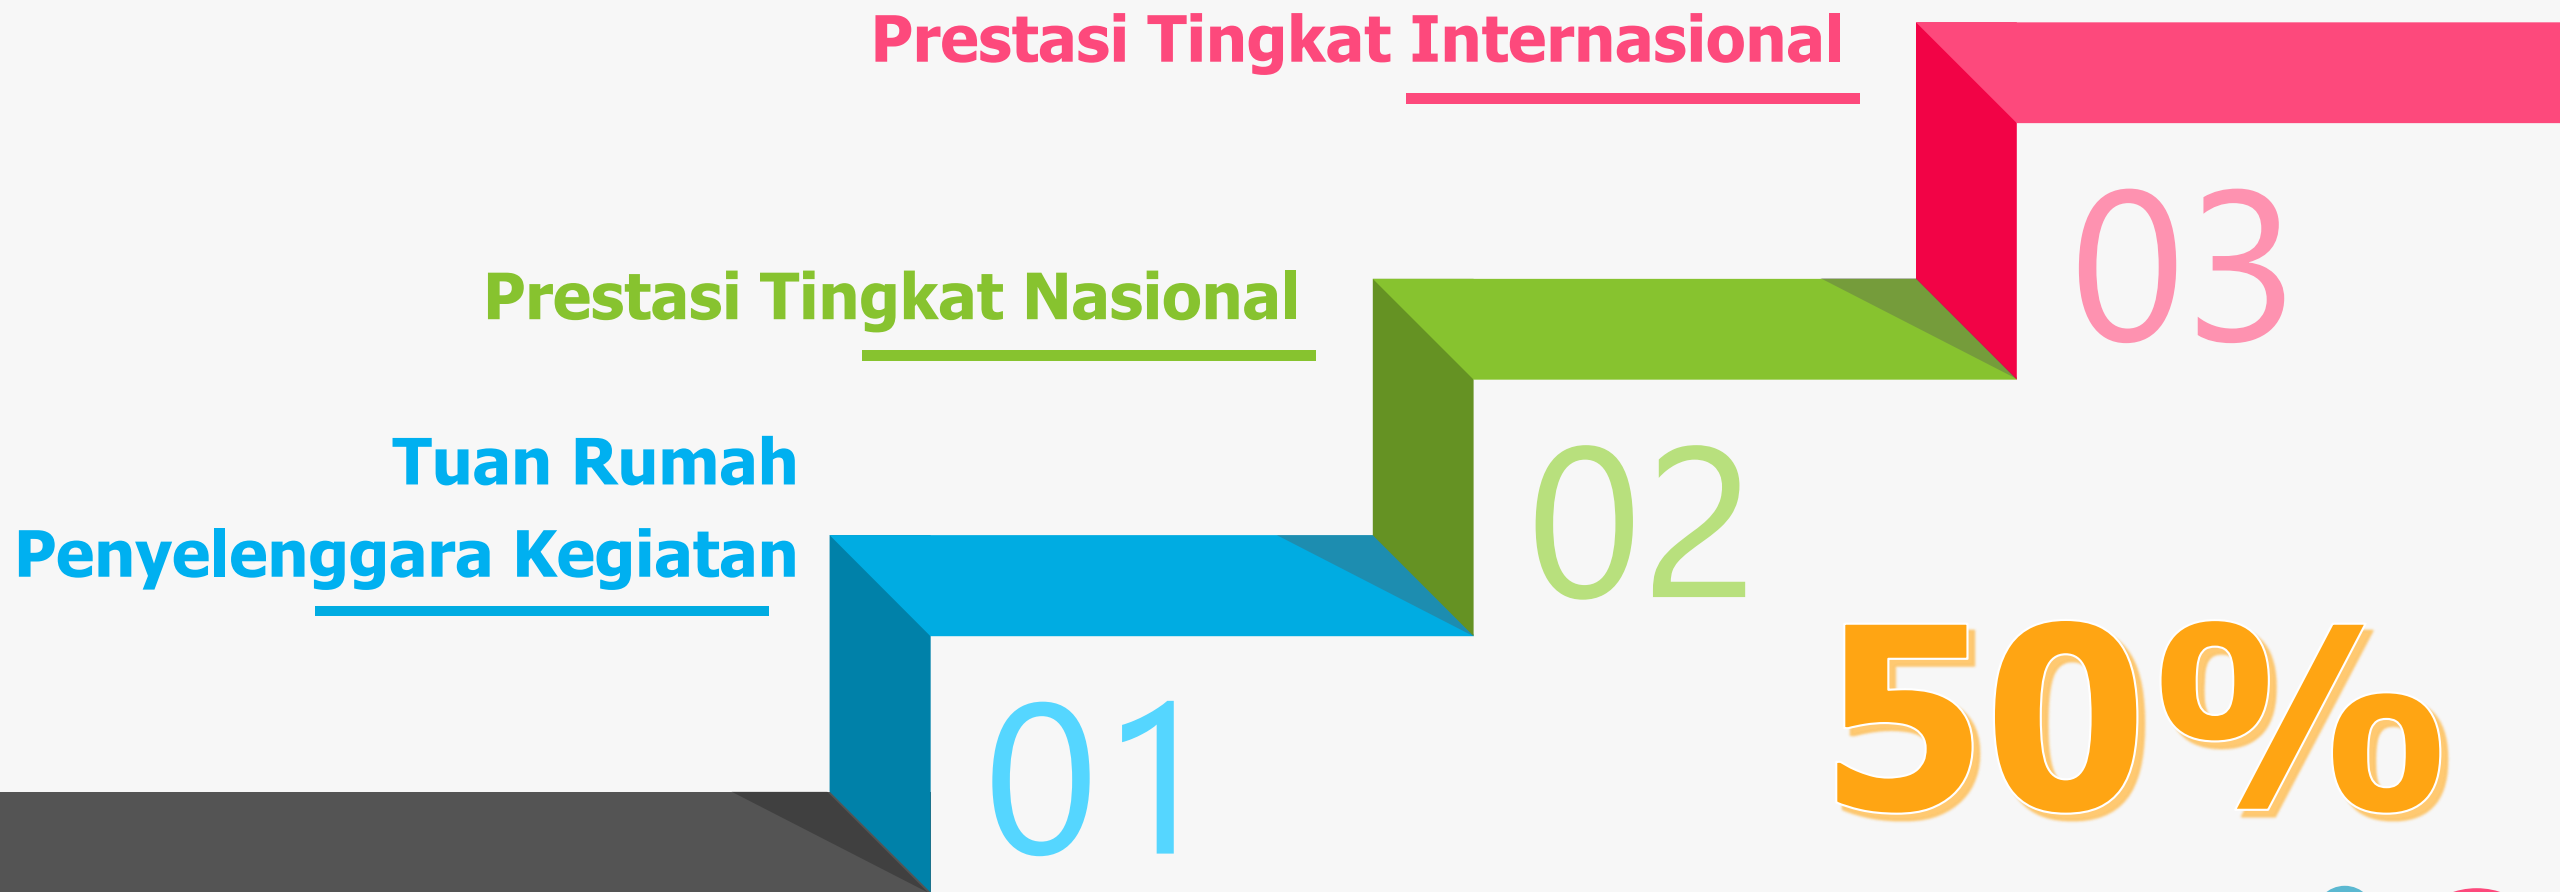 Prestasi Tingkat Internasional
03
Prestasi Tingkat Nasional
02
Tuan Rumah
Penyelenggara Kegiatan
01
50%